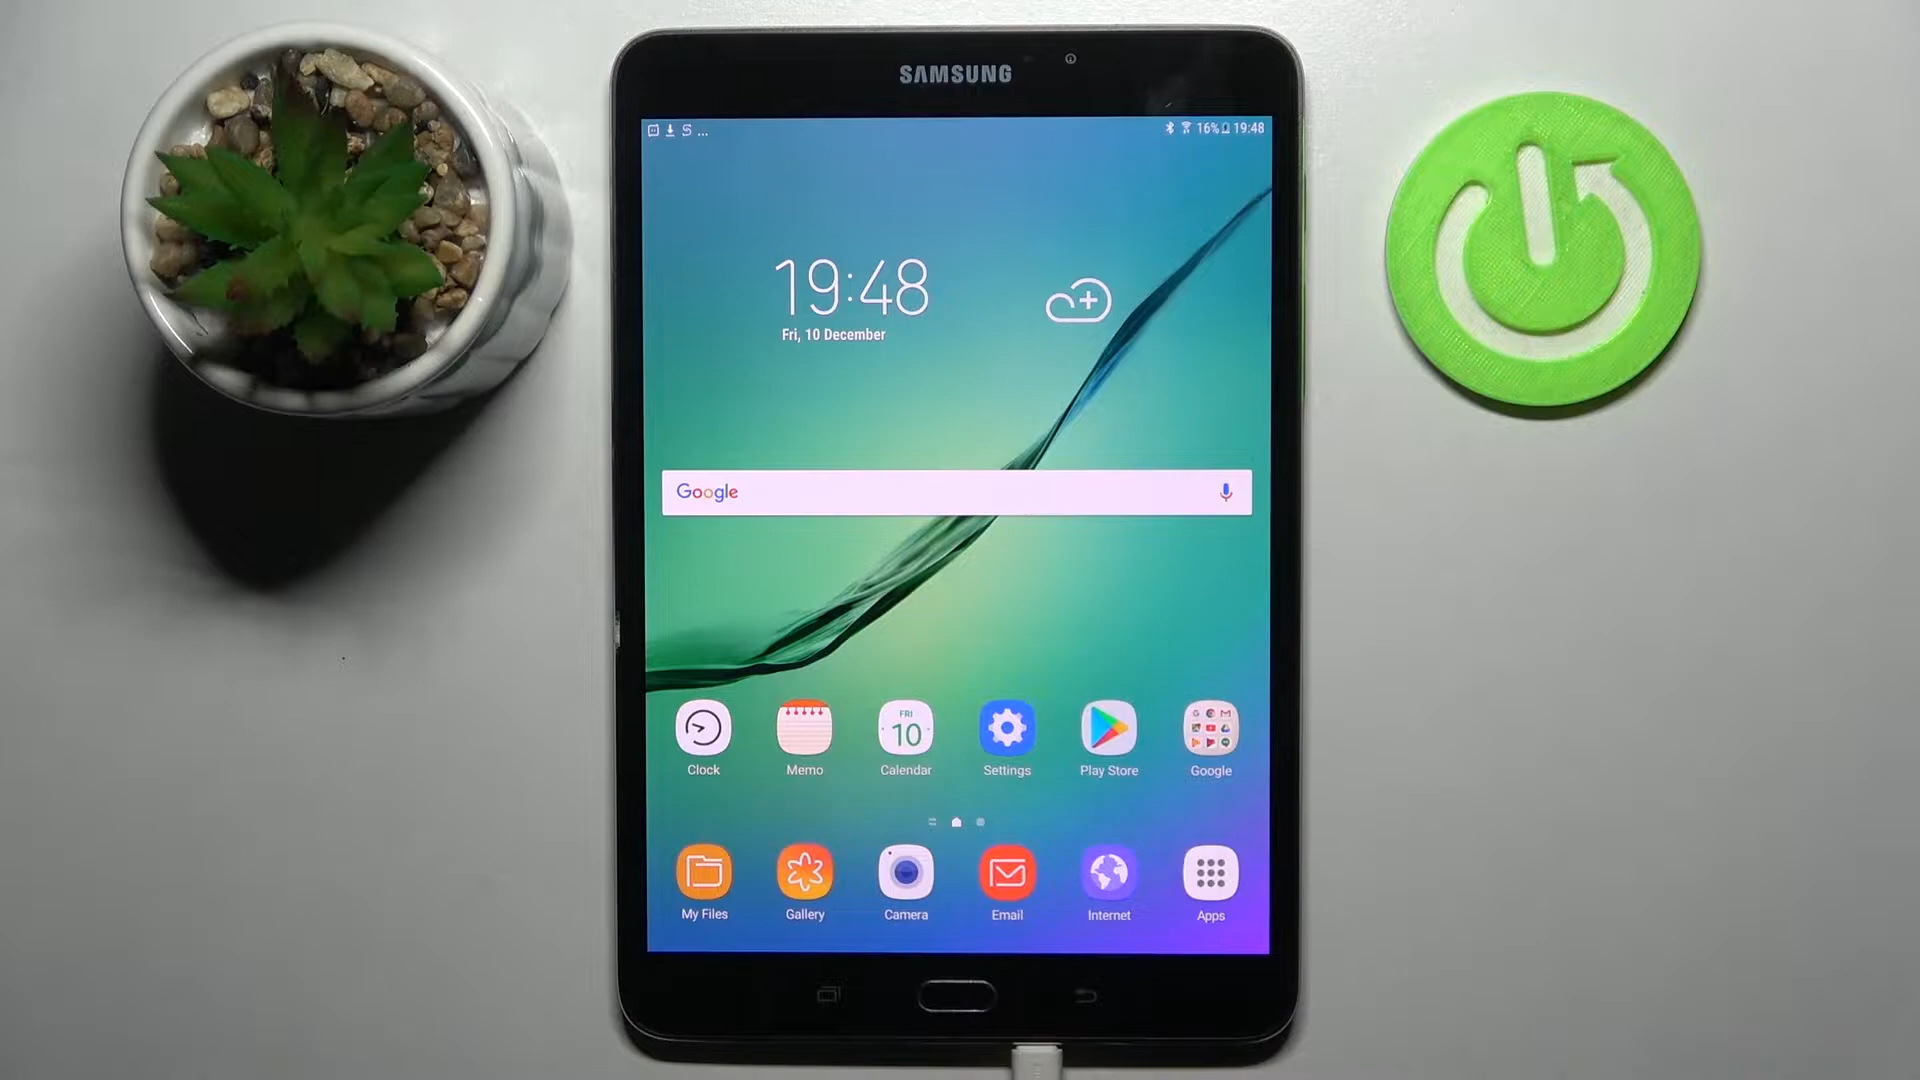 SAMSUNG
... 16% 19:48
19:48
Fri, 10 December
Google
FRI
10
Clock Memo Calendar Settings Play Store Google
My Files Gallery Camera Email Internet Apps